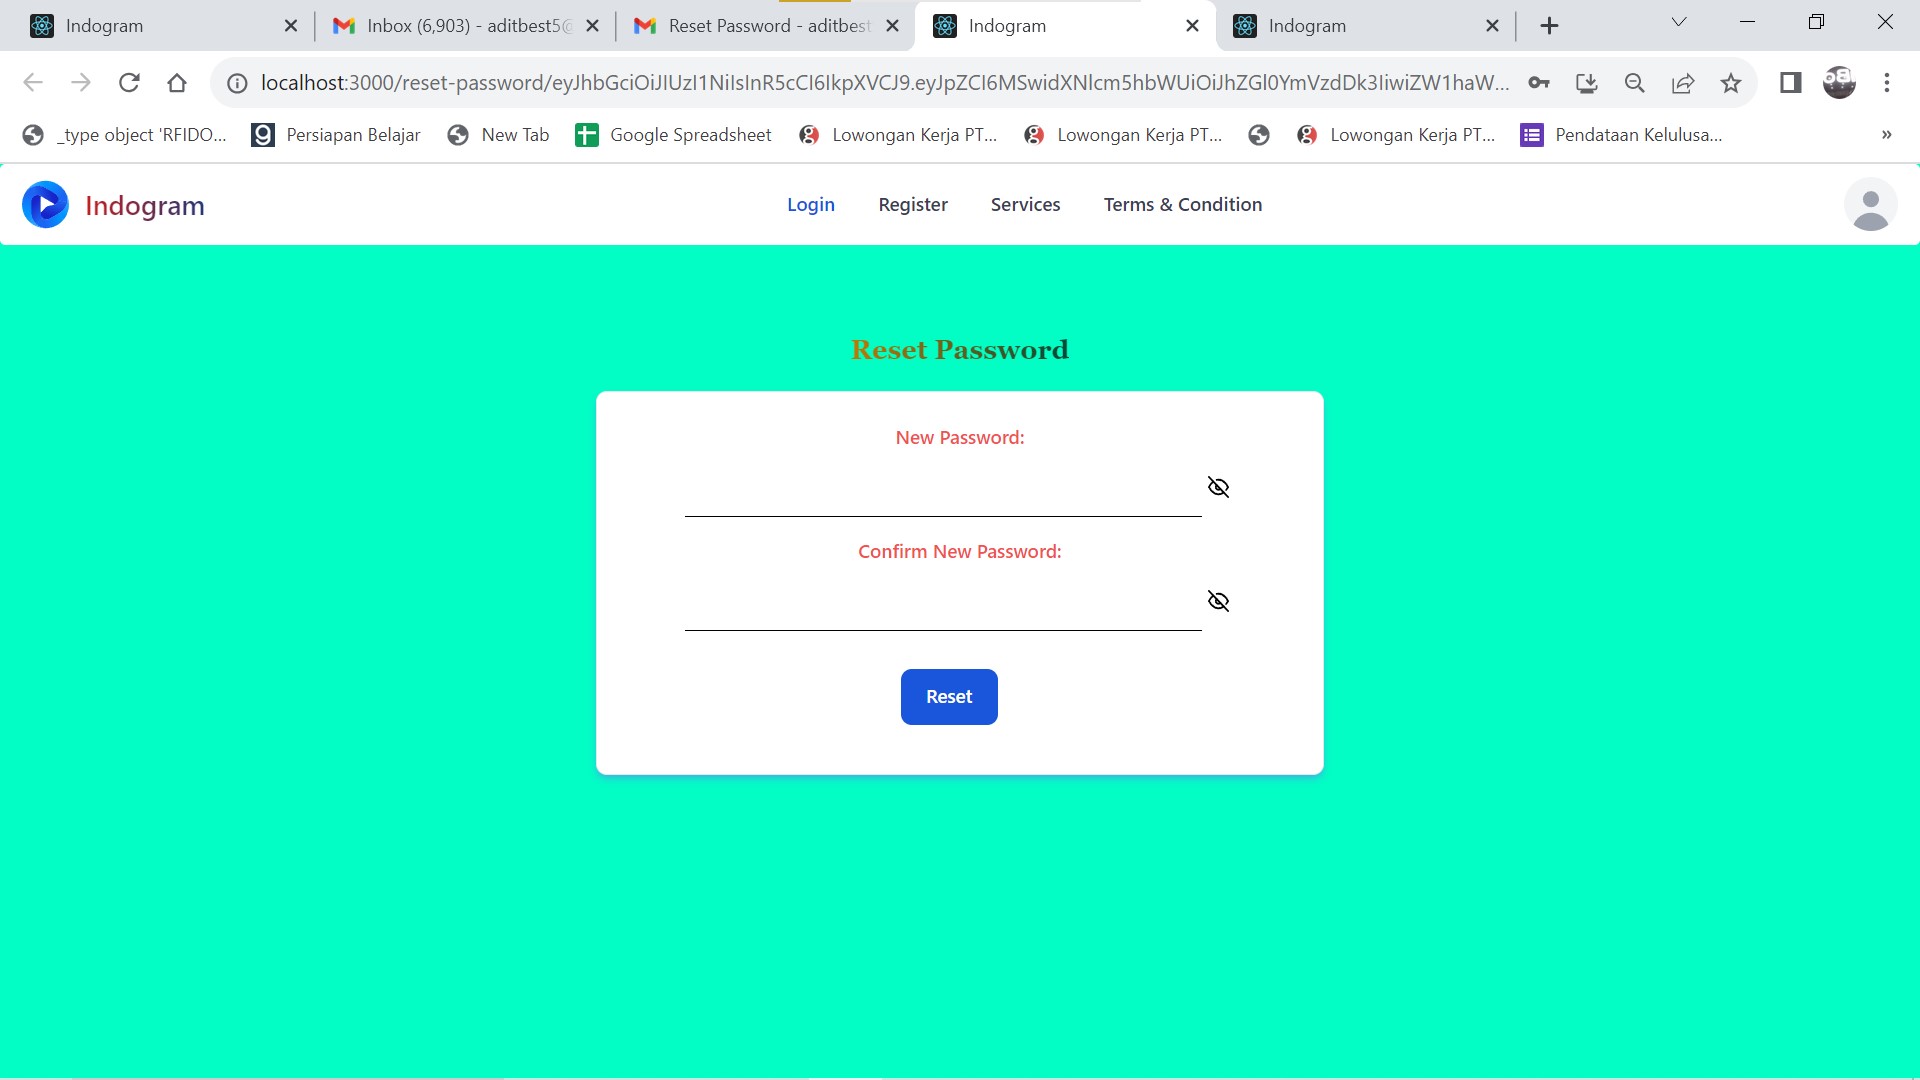 Indogram
Inbox (6,903) - aditbest5@
Reset Password - aditbest
Indogram
Indogram
localhost:3000/reset-password/eyJhbGciOiJIUzI1NiIsInR5cCI6IkpXVCJ9.eyJpZCI6MSwidXNlcm5hbWUiOiJhZGl0YmVzdDk3IiwiZW1haW...
_type object 'RFIDO...
Persiapan Belajar
New Tab
Google Spreadsheet
Lowongan Kerja PT...
Lowongan Kerja PT...
Lowongan Kerja PT...
Pendataan Kelulusa...
»
Indogram
Login
Register
Services
Terms & Condition
Reset Password
New Password:
Confirm New Password:
Reset